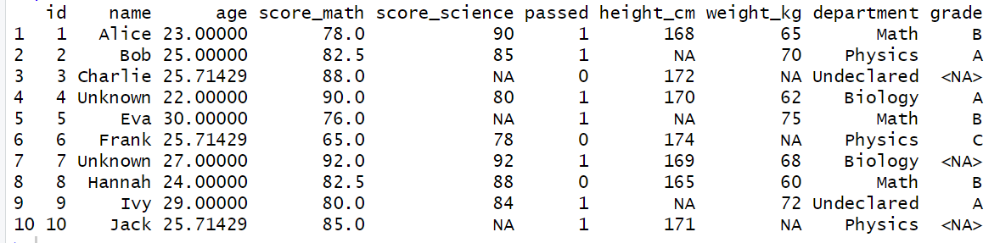 id name age score_math score_science passed height_cm weight_kg department grade
1 1 Alice 23.00000 78.0 90 1 168 65 Math B
2 2 Bob 25.00000 82.5 85 1 NA 70 Physics A
3 3 Charlie 25.71429 88.0 NA 0 172 NA Undeclared <NA>
4 4 Unknown 22.00000 90.0 80 1 170 62 Biology A
5 5 Eva 30.00000 76.0 NA 1 NA 75 Math B
6 6 Frank 25.71429 65.0 78 0 174 NA Physics C
7 7 Unknown 27.00000 92.0 92 1 169 68 Biology <NA>
8 8 Hannah 24.00000 82.5 88 0 165 60 Math B
9 9 Ivy 29.00000 80.0 84 1 NA 72 Undeclared A
10 10 Jack 25.71429 85.0 NA 1 171 NA Physics <NA>